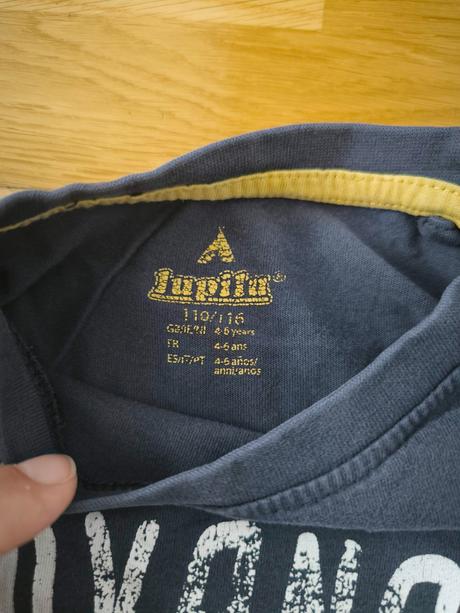 lupilu®
110/116
GB/IE/NI 4-6 years
FR 4-6 ans
ES/IT/PT 4-6 años/
anni/anos